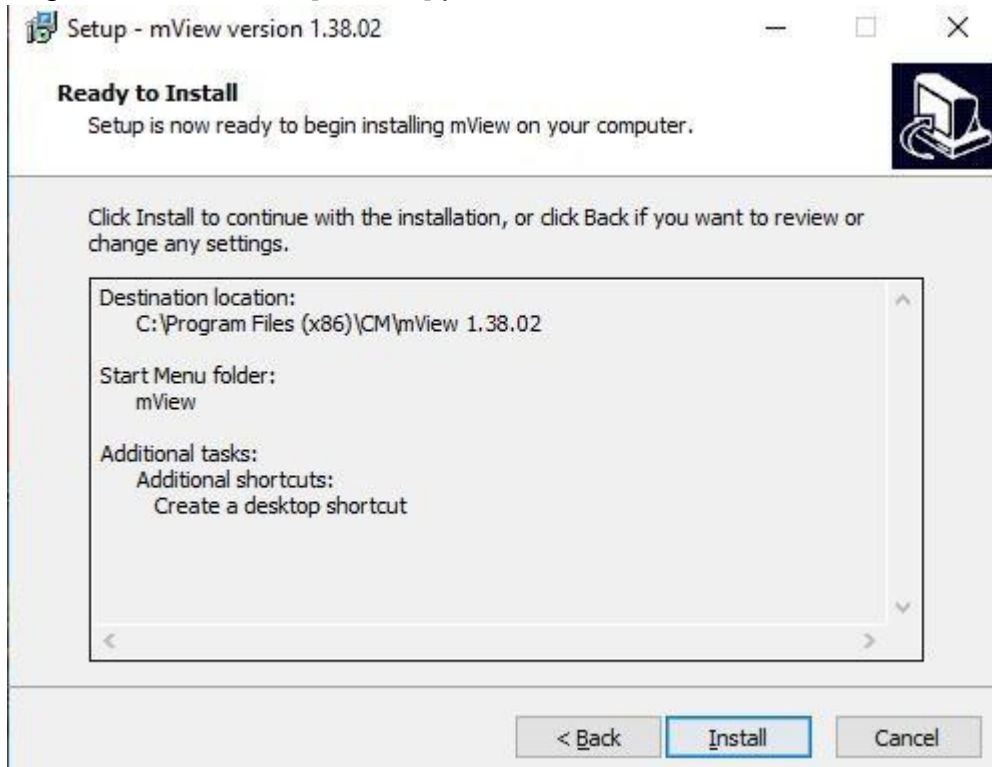 Setup - mView version 1.38.02
Ready to Install
Setup is now ready to begin installing mView on your computer.
Click Install to continue with the installation, or click Back if you want to review or
change any settings.
Destination location:
C:\Program Files (x86)\CM\mView 1.38.02
Start Menu folder:
mView
Additional tasks:
Additional shortcuts:
Create a desktop shortcut
< Back Install Cancel